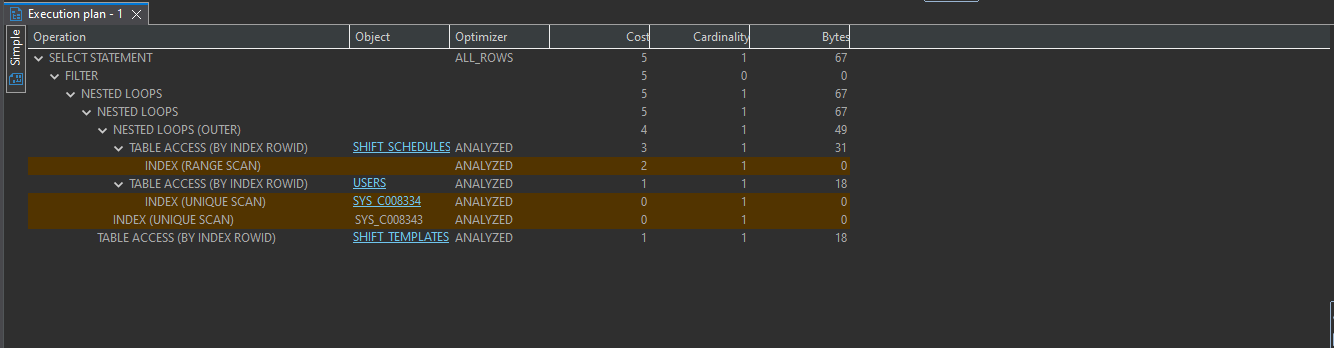 Execution plan - 1
Simple
Operation Object Optimizer Cost Cardinality Bytes
SELECT STATEMENT ALL_ROWS 5 1 67
FILTER 5 0 0
NESTED LOOPS 5 1 67
NESTED LOOPS 5 1 67
NESTED LOOPS (OUTER) 4 1 49
TABLE ACCESS (BY INDEX ROWID) SHIFT_SCHEDULES ANALYZED 3 1 31
INDEX (RANGE SCAN) ANALYZED 2 1 0
TABLE ACCESS (BY INDEX ROWID) USERS ANALYZED 1 1 18
INDEX (UNIQUE SCAN) SYS_C008334 ANALYZED 0 1 0
INDEX (UNIQUE SCAN) SYS_C008343 ANALYZED 0 1 0
TABLE ACCESS (BY INDEX ROWID) SHIFT_TEMPLATES ANALYZED 1 1 18